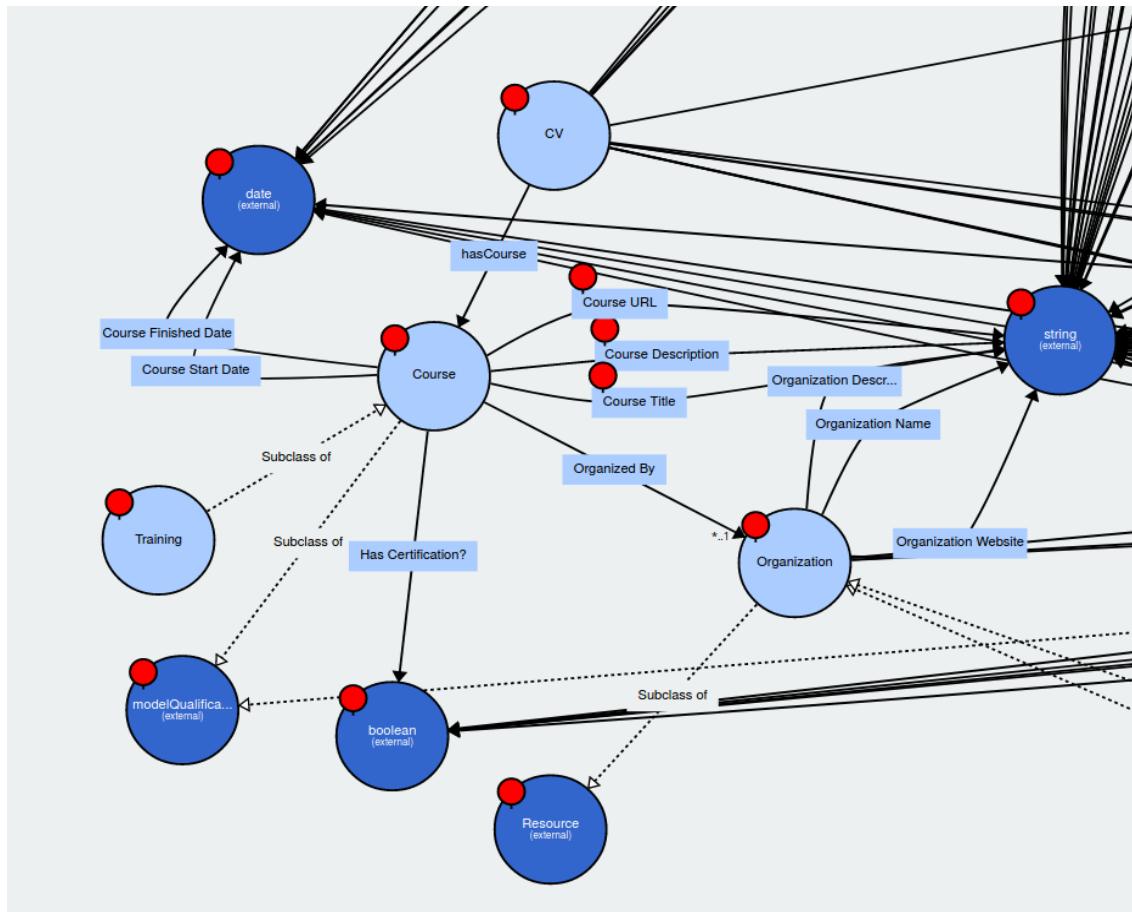 CV
date
(external)
hasCourse
Course URL
Course Finished Date
string
(external)
Course Description
Course Start Date
Course
Organization Descr...
Course Title
Organization Name
Subclass of
Organized By
Training
Subclass of
*..1
Organization Website
Has Certification?
Organization
Subclass of
modelQualifica...
(external)
boolean
(external)
Resource
(external)